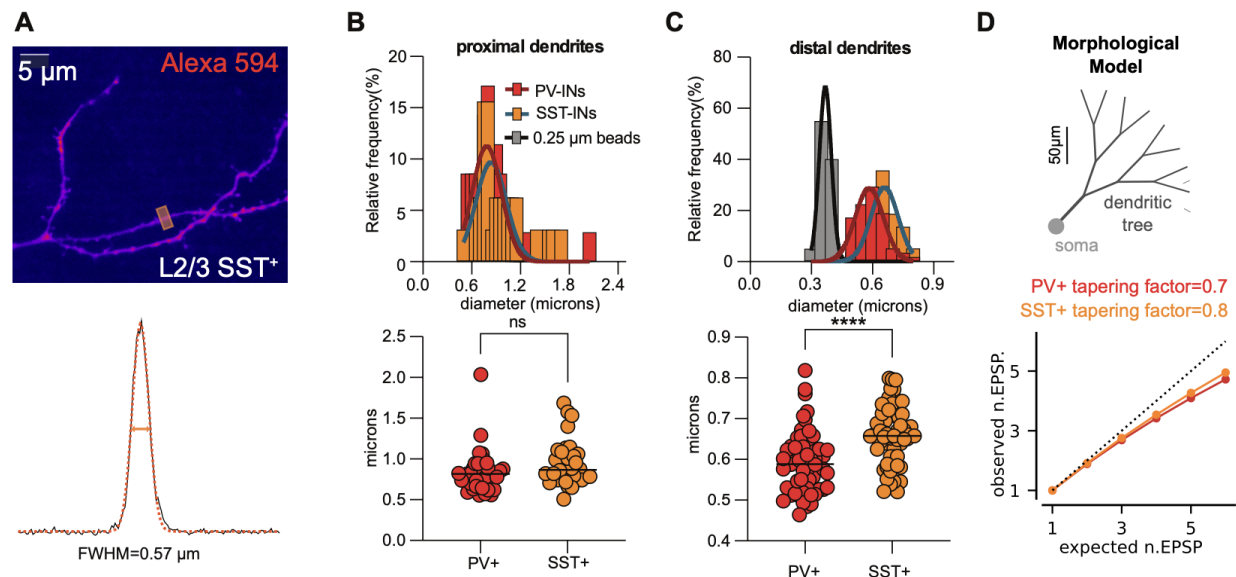 A
5 µm
Alexa 594
L2/3 SST⁺
FWHM=0.57 µm
B
proximal dendrites
Relative frequency(%)
20
15
10
5
0
PV-INs
SST-INs
0.25 µm beads
0.0 0.6 1.2 1.8 2.4
diameter (microns)
ns
microns
2.5
2.0
1.5
1.0
0.5
0.0
PV+ SST+
C
distal dendrites
Relative frequency(%)
80
60
40
20
0
0.0 0.3 0.6 0.9
diameter (microns)
****
microns
0.9
0.8
0.7
0.6
0.5
0.4
PV+ SST+
D
Morphological
Model
50µm
dendritic
tree
soma
PV+ tapering factor=0.7
SST+ tapering factor=0.8
observed n.EPSP.
5
3
1
1 3 5
expected n.EPSP